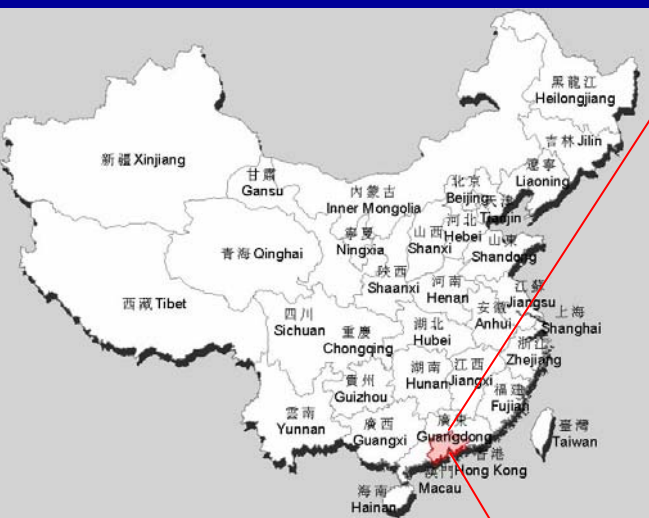 黑龍江
Heilongjiang
吉林 Jilin
遼寧
Liaoning
新疆 Xinjiang
甘肅
Gansu
內蒙古
Inner Mongolia
北京
Beijing
天津
Tianjin
河北
Hebei
山西
Shanxi
山東
Shandong
寧夏
Ningxia
青海 Qinghai
陝西
Shaanxi
河南
Henan
江蘇
Jiangsu
安徽
Anhui
上海
Shanghai
西藏 Tibet
四川
Sichuan
重慶
Chongqing
湖北
Hubei
浙江
Zhejiang
湖南
Hunan
江西
Jiangxi
貴州
Guizhou
福建
Fujian
雲南
Yunnan
廣西
Guangxi
廣東
Guangdong
臺灣
Taiwan
香港
Hong Kong
澳門
Macau
海南
Hainan